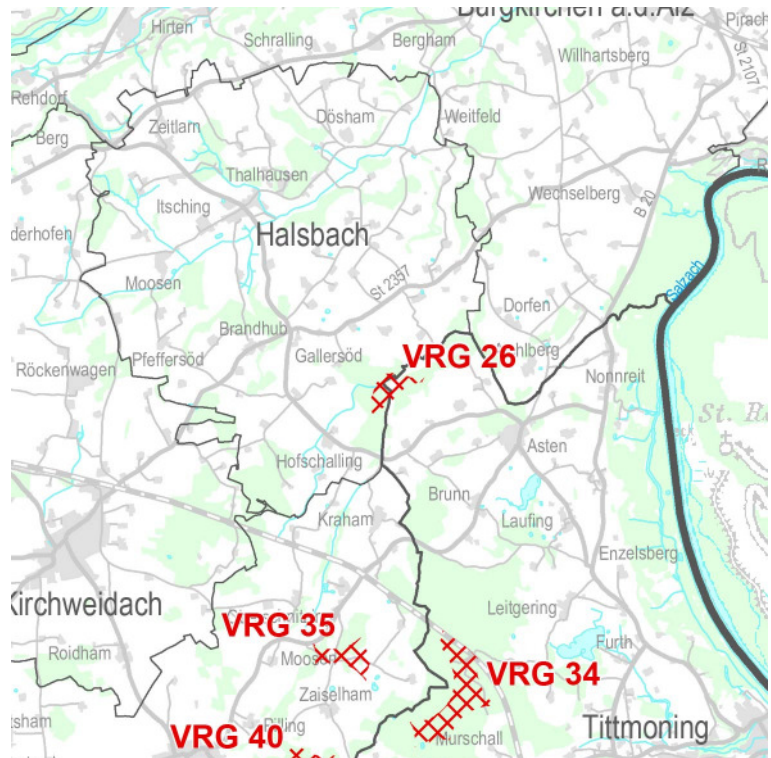 Burgkirchen a.d.Alz
Hirten
Pirach
Schralling
Bergham
Willhartsberg
St 2107
Rehdorf
Dösham
Weitfeld
Zeitlarn
Berg
Thalhausen
Wechselberg
Itsching
B 20
Halsbach
Moosen
St 2357
Salzach
Dorfen
Brandhub
Gallersöd
VRG 26
Pfeffersöd
Röckenwagen
Nonnreit
Asten
Hofschalling
Brunn
Kraham
Laufing
Enzelsberg
Kirchweidach
Leitgering
VRG 35
Furth
Roidham
Moosen
VRG 34
Zaiselham
Tittmoning
VRG 40
Murschall